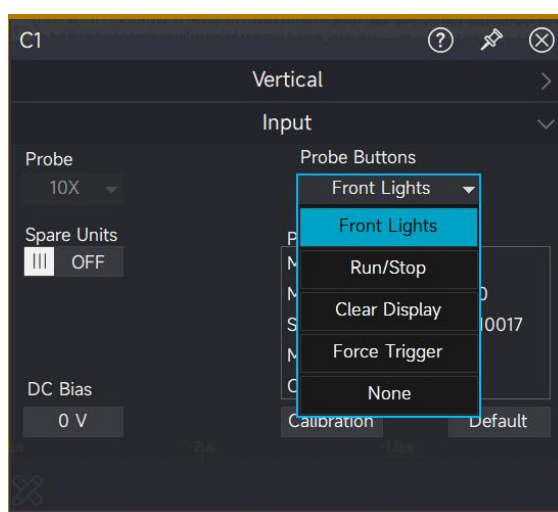 C1
Vertical
Input
Probe
Probe Buttons
10X
Front Lights
Spare Units
Front Lights
OFF
Run/Stop
Clear Display
10017
Force Trigger
DC Bias
None
0 V
Calibration
Default